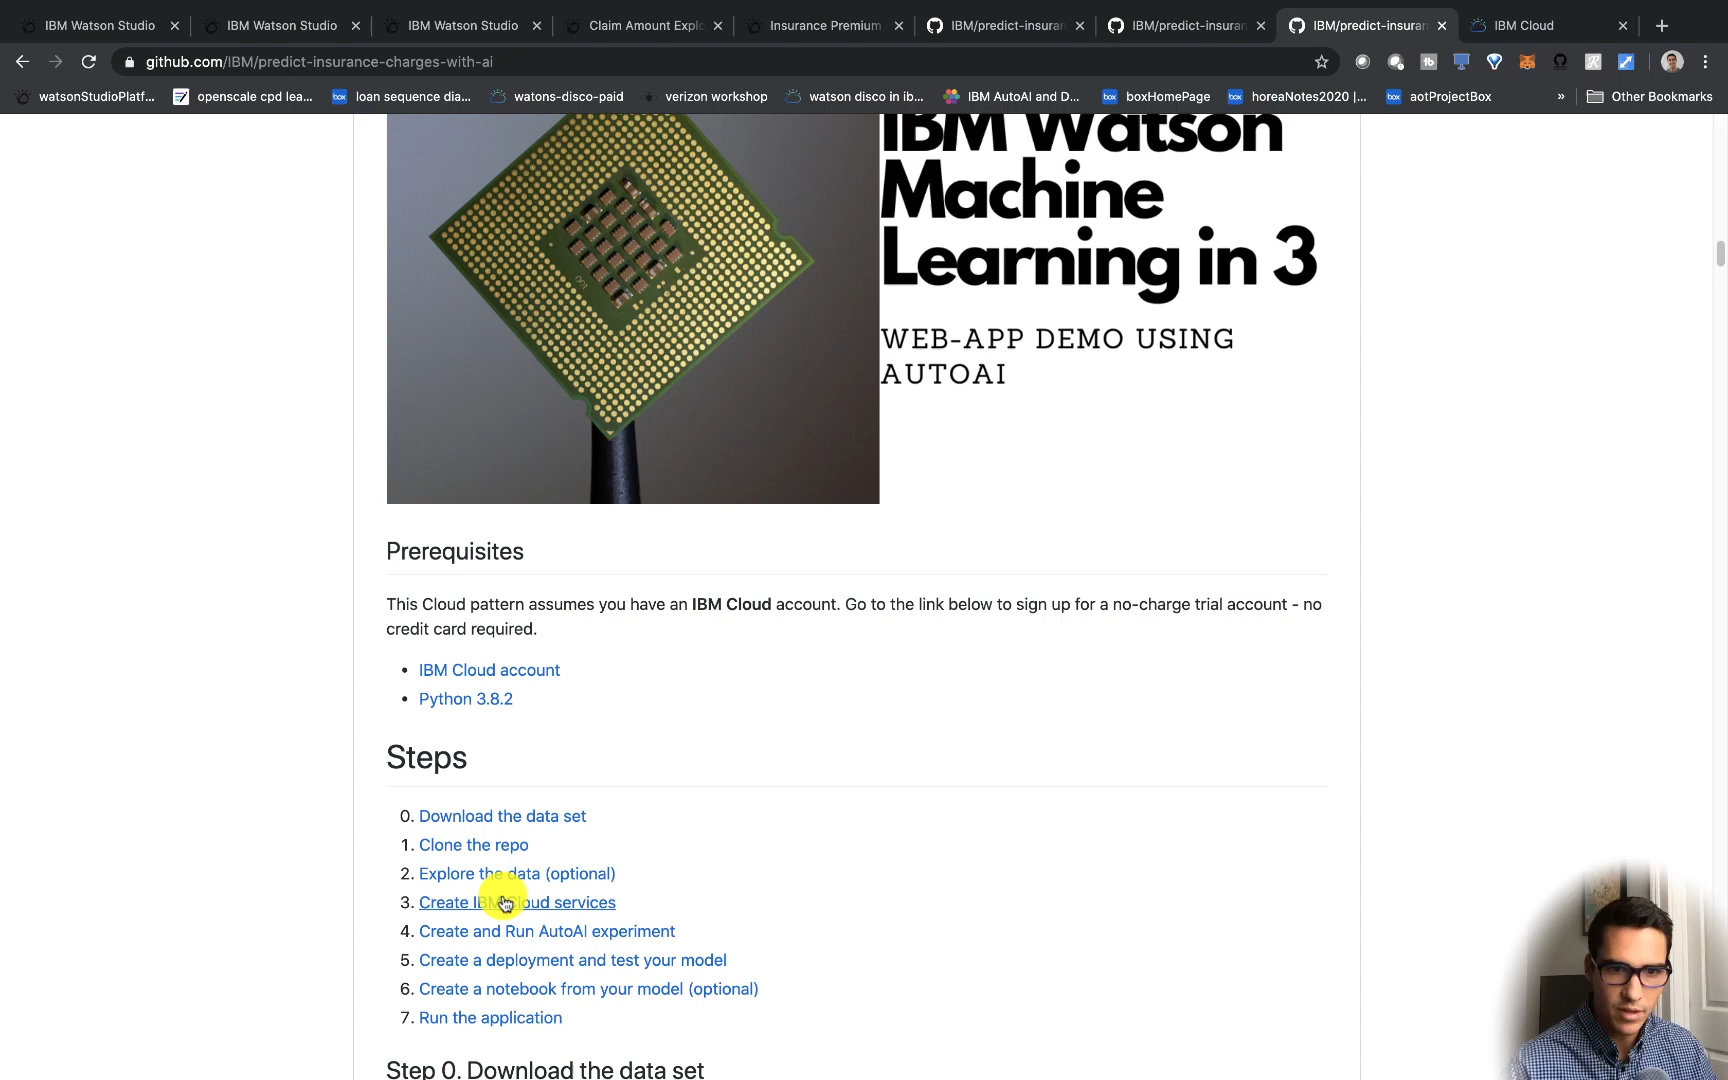 IBM Watson Studio
IBM Watson Studio
IBM Watson Studio
Claim Amount Explo
Insurance Premium
IBM/predict-insuran
IBM/predict-insuran
IBM/predict-insuran
IBM Cloud
github.com/IBM/predict-insurance-charges-with-ai
watsonStudioPlatf...
openscale cpd lea...
box
loan sequence dia...
watons-disco-paid
verizon workshop
watson disco in ib...
IBM AutoAI and D...
box
boxHomePage
box
horeaNotes2020 |...
box
aotProjectBox
»
Other Bookmarks
IBM Watson
Machine
Learning in 3
WEB-APP DEMO USING
AUTOAI
Prerequisites
This Cloud pattern assumes you have an IBM Cloud account. Go to the link below to sign up for a no-charge trial account - no
credit card required.
• IBM Cloud account
• Python 3.8.2
Steps
0. Download the data set
1. Clone the repo
2. Explore the data (optional)
3. Create IBM Cloud services
4. Create and Run AutoAI experiment
5. Create a deployment and test your model
6. Create a notebook from your model (optional)
7. Run the application
Step 0. Download the data set